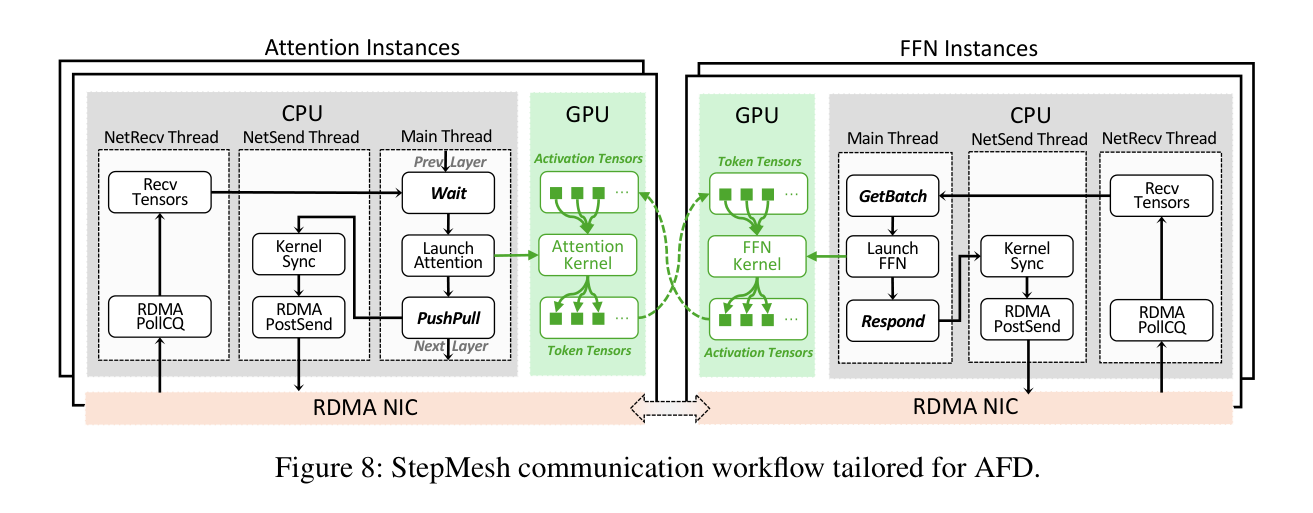 Attention Instances
CPU
NetRecv Thread
NetSend Thread
Main Thread
Prev Layer
Recv
Tensors
Wait
Kernel
Sync
Launch
Attention
RDMA
PollCQ
RDMA
PostSend
PushPull
Next Layer
GPU
Activation Tensors
...
Attention
Kernel
...
Token Tensors
RDMA NIC
FFN Instances
GPU
Token Tensors
...
FFN
Kernel
...
Activation Tensors
CPU
Main Thread
NetSend Thread
NetRecv Thread
GetBatch
Recv
Tensors
Launch
FFN
Kernel
Sync
Respond
RDMA
PostSend
RDMA
PollCQ
RDMA NIC
Figure 8: StepMesh communication workflow tailored for AFD.